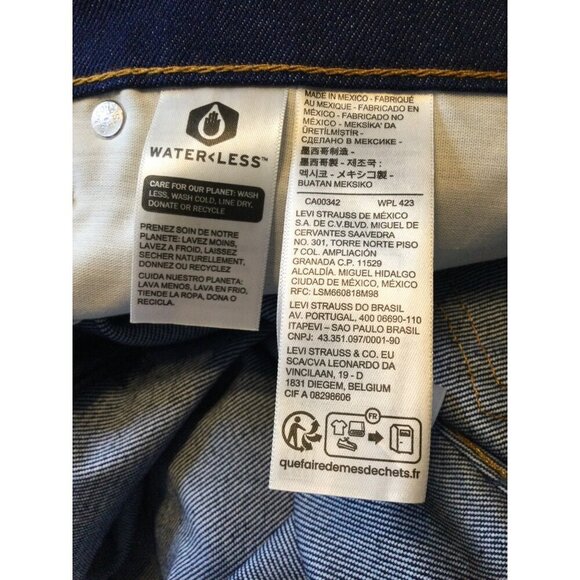 WATER<LESS™
CARE FOR OUR PLANET: WASH
LESS, WASH COLD, LINE DRY,
DONATE OR RECYCLE
PRENEZ SOIN DE NOTRE
PLANETE: LAVEZ MOINS,
LAVEZ A FROID, LAISSEZ
SECHER NATURELLEMENT,
DONNEZ OU RECYCLEZ
CUIDA NUESTRO PLANETA:
LAVA MENOS, LAVA EN FRIO,
TIENDE LA ROPA, DONA O
RECICLA.
MADE IN MEXICO - FABRIQUÉ
AU MEXIQUE - FABRICADO EN
MÉXICO - FABRICADO NO
MÉXICO - MEKSİKA' DA
ÜRETİLMİŞTİR -
СДЕЛАНО В МЕКСИКЕ -
墨西哥制造 -
墨西哥製 - 제조국 :
멕시코 - メキシコ製 -
BUATAN MEKSIKO
CA00342 WPL 423
LEVI STRAUSS DE MÉXICO
S.A. DE C.V.BLVD. MIGUEL DE
CERVANTES SAAVEDRA
NO. 301, TORRE NORTE PISO
7 COL. AMPLIACIÓN
GRANADA C.P. 11529
ALCALDÍA. MIGUEL HIDALGO
CIUDAD DE MÉXICO, MÉXICO
RFC: LSM660818M98
LEVI STRAUSS DO BRASIL
AV. PORTUGAL, 400 06690-110
ITAPEVI – SAO PAULO BRASIL
CNPJ: 43.351.097/0001-90
LEVI STRAUSS & CO. EU
SCA/CVA LEONARDO DA
VINCILAAN, 19 - D
1831 DIEGEM, BELGIUM
CIF A 08298606
FR
quefairedemesdechets.fr